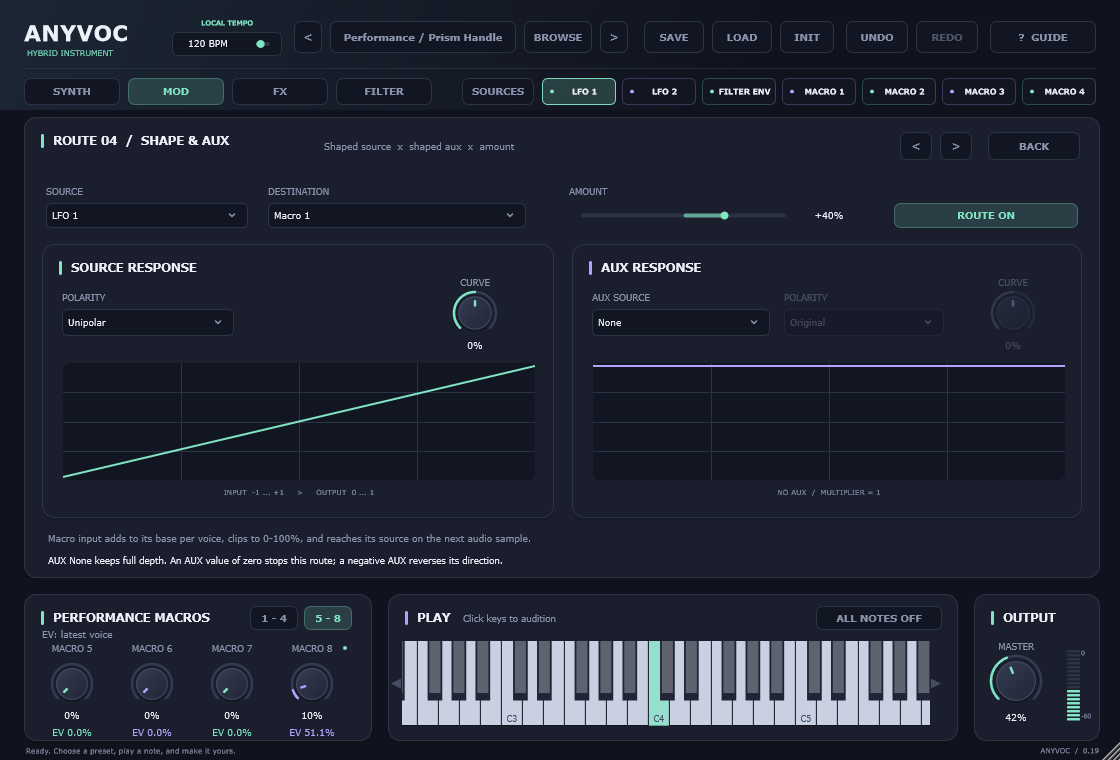 ANYVOC
HYBRID INSTRUMENT
LOCAL TEMPO
120 BPM
< Performance / Prism Handle BROWSE > SAVE LOAD INIT UNDO REDO ? GUIDE
SYNTH MOD FX FILTER SOURCES LFO 1 LFO 2 FILTER ENV MACRO 1 MACRO 2 MACRO 3 MACRO 4
ROUTE 04 / SHAPE & AUX
Shaped source x shaped aux x amount
< > BACK
SOURCE DESTINATION AMOUNT
LFO 1 Macro 1 +40% ROUTE ON
SOURCE RESPONSE
POLARITY
Unipolar
CURVE
0%
INPUT -1 ... +1 > OUTPUT 0 ... 1
AUX RESPONSE
AUX SOURCE POLARITY
None Original
CURVE
0%
NO AUX / MULTIPLIER = 1
Macro input adds to its base per voice, clips to 0-100%, and reaches its source on the next audio sample.
AUX None keeps full depth. An AUX value of zero stops this route; a negative AUX reverses its direction.
PERFORMANCE MACROS 1 - 4 5 - 8
EV: latest voice
MACRO 5 MACRO 6 MACRO 7 MACRO 8
0% 0% 0% 10%
EV 0.0% EV 0.0% EV 0.0% EV 51.1%
PLAY Click keys to audition ALL NOTES OFF
C3 C4 C5
OUTPUT
MASTER
42%
0
-60
Ready. Choose a preset, play a note, and make it yours.
ANYVOC / 0.19